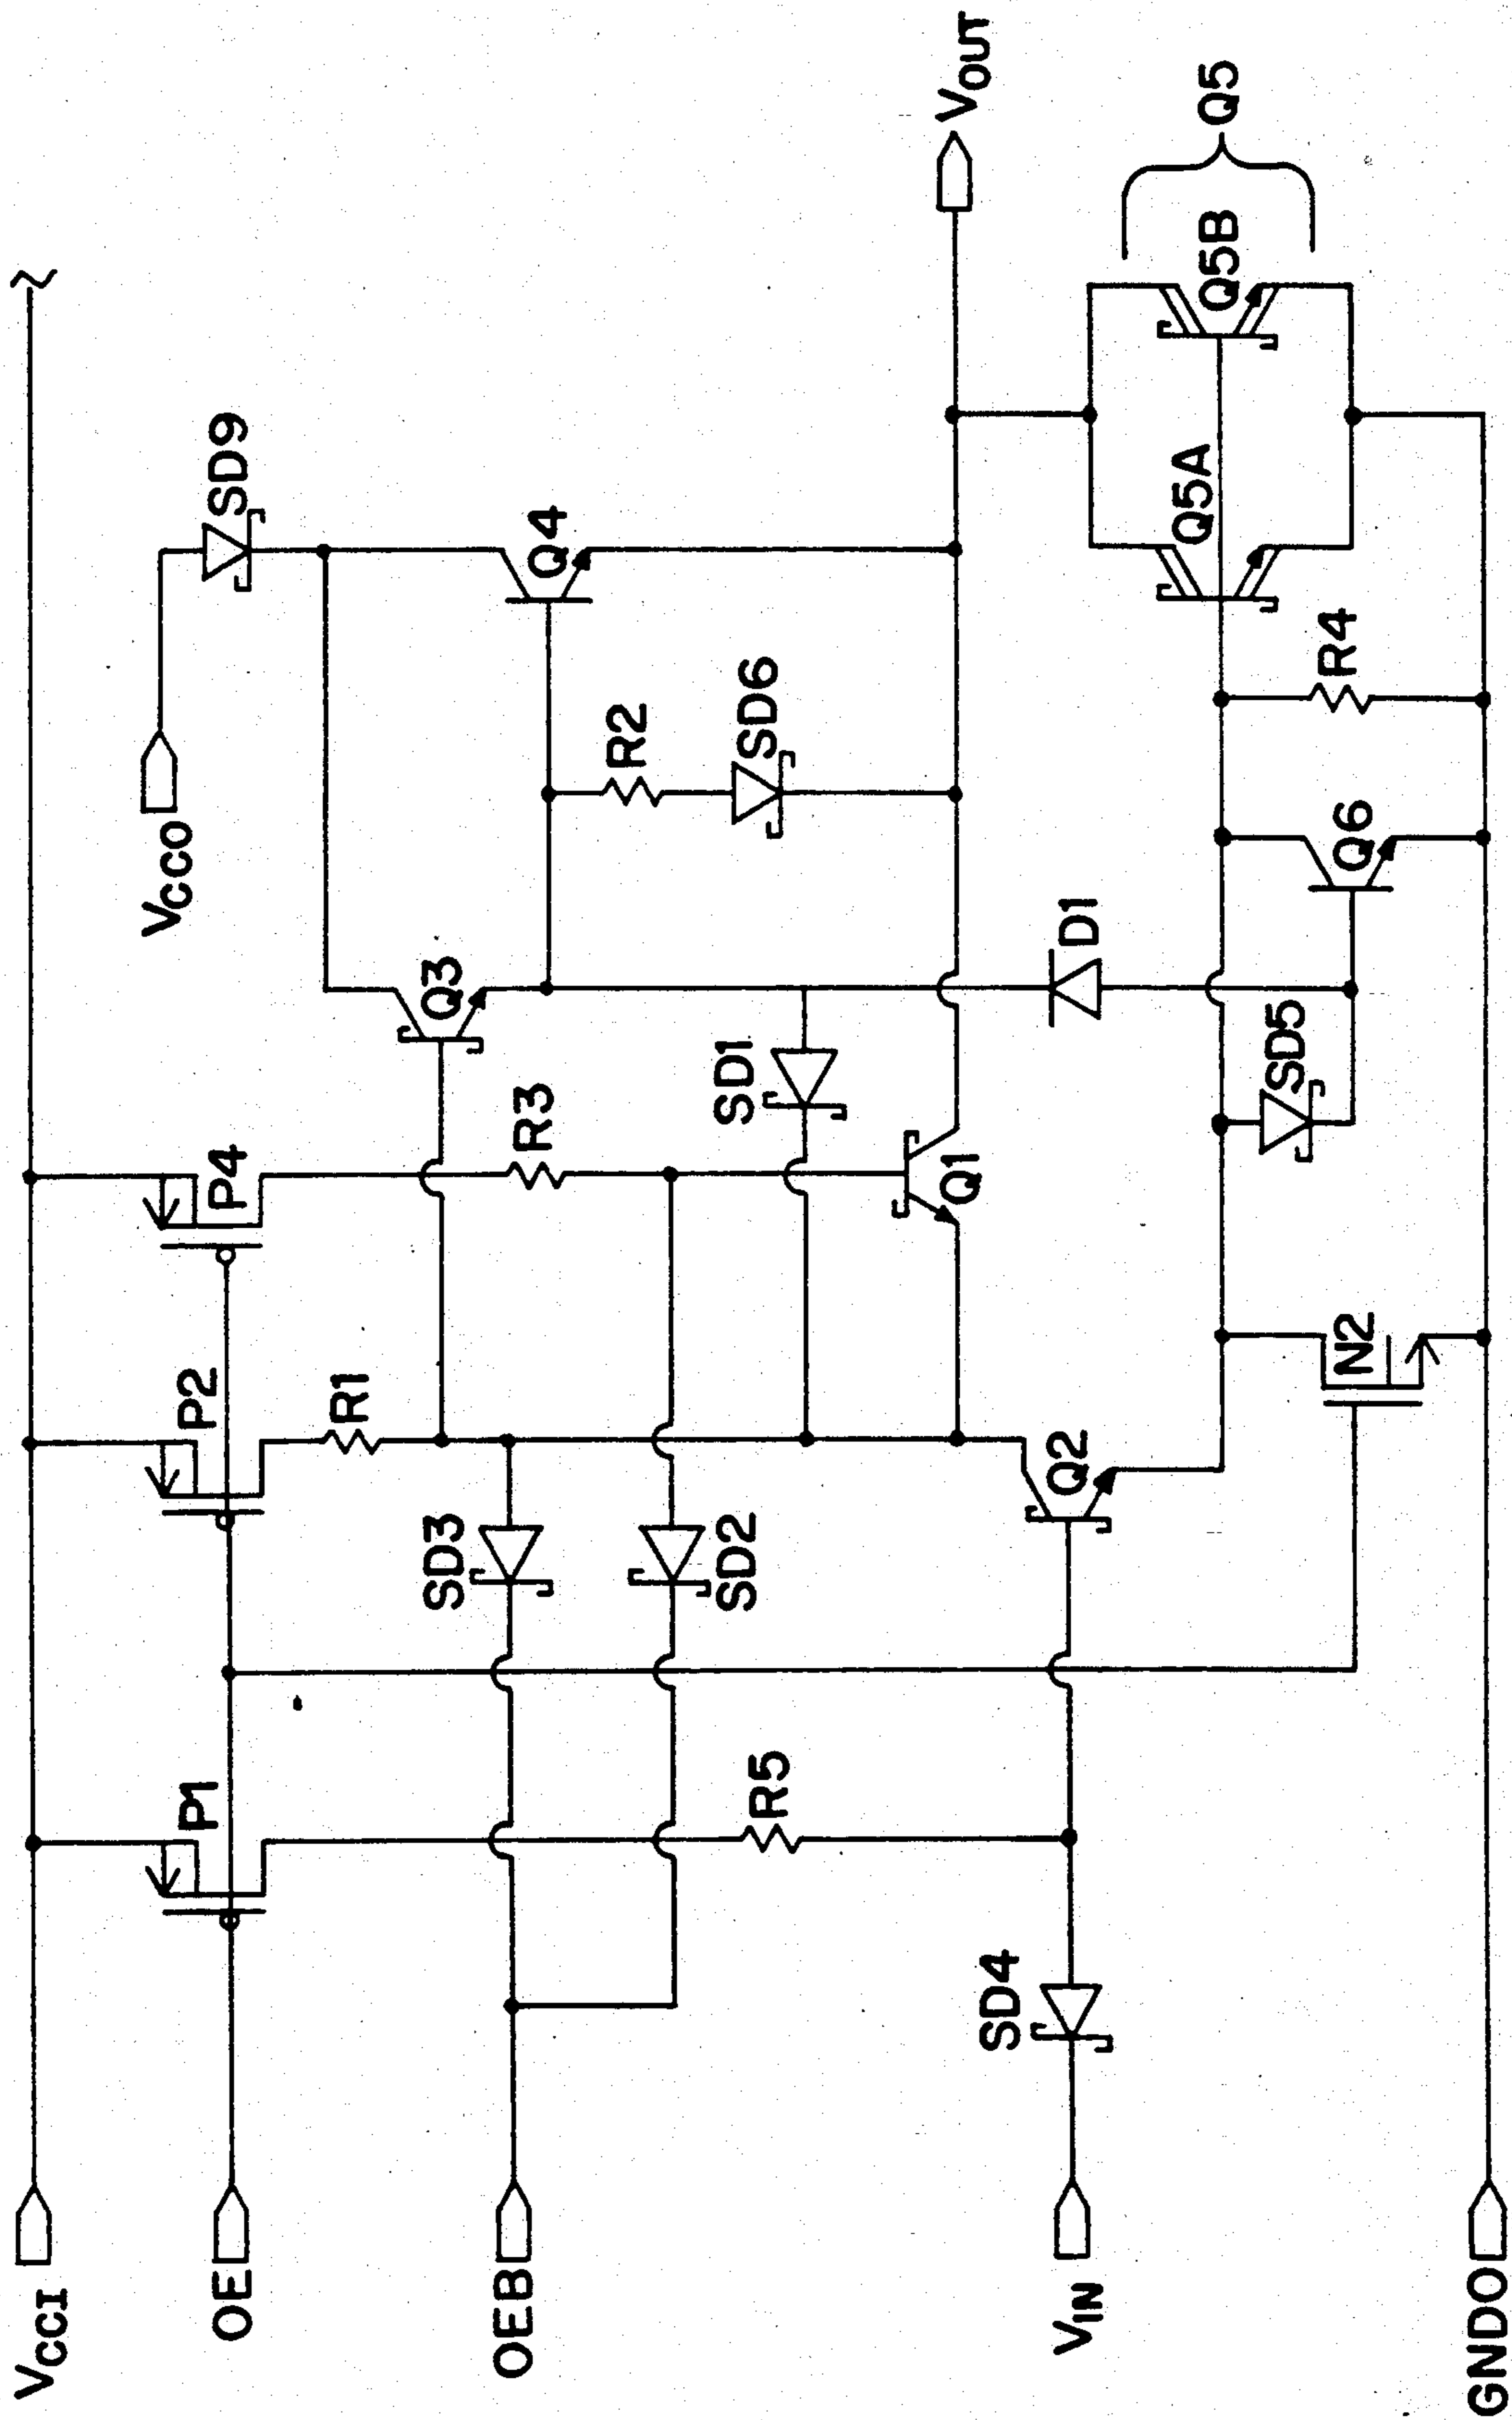 VCCI
OE
OEB
VIN
GNDO
P1
P2
P4
R1
R3
R5
SD3
SD2
SD4
Q3
SD1
Q1
Q2
N2
VCCO
SD9
Q4
R2
SD6
D1
SD5
Q6
R4
Q5A
Q5B
Q5
VOUT